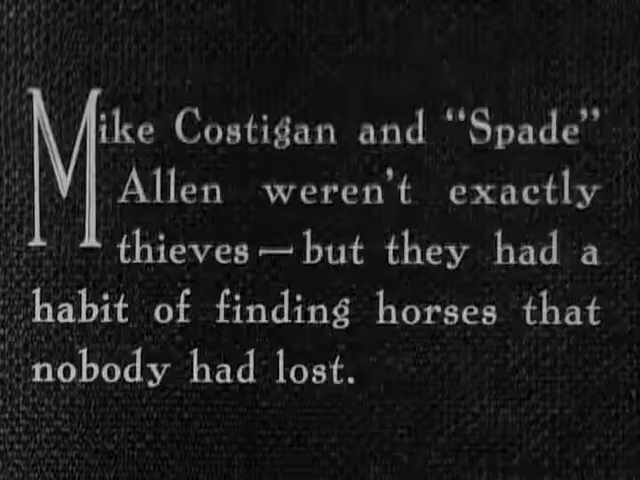 Mike Costigan and “Spade”
Allen weren't exactly
thieves — but they had a
habit of finding horses that
nobody had lost.